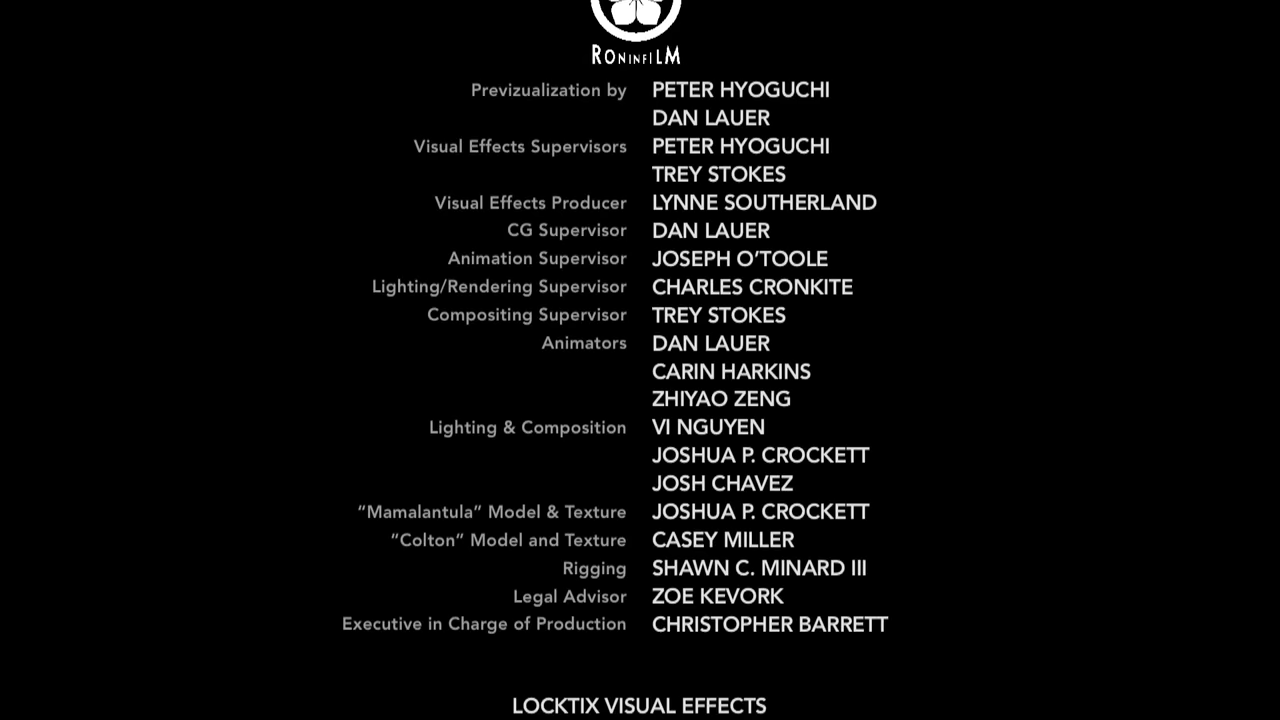 RONINFILM
Previzualization by PETER HYOGUCHI
DAN LAUER
Visual Effects Supervisors PETER HYOGUCHI
TREY STOKES
Visual Effects Producer LYNNE SOUTHERLAND
CG Supervisor DAN LAUER
Animation Supervisor JOSEPH O’TOOLE
Lighting/Rendering Supervisor CHARLES CRONKITE
Compositing Supervisor TREY STOKES
Animators DAN LAUER
CARIN HARKINS
ZHIYAO ZENG
Lighting & Composition VI NGUYEN
JOSHUA P. CROCKETT
JOSH CHAVEZ
“Mamalantula” Model & Texture JOSHUA P. CROCKETT
“Colton” Model and Texture CASEY MILLER
Rigging SHAWN C. MINARD III
Legal Advisor ZOE KEVORK
Executive in Charge of Production CHRISTOPHER BARRETT
LOCKTIX VISUAL EFFECTS